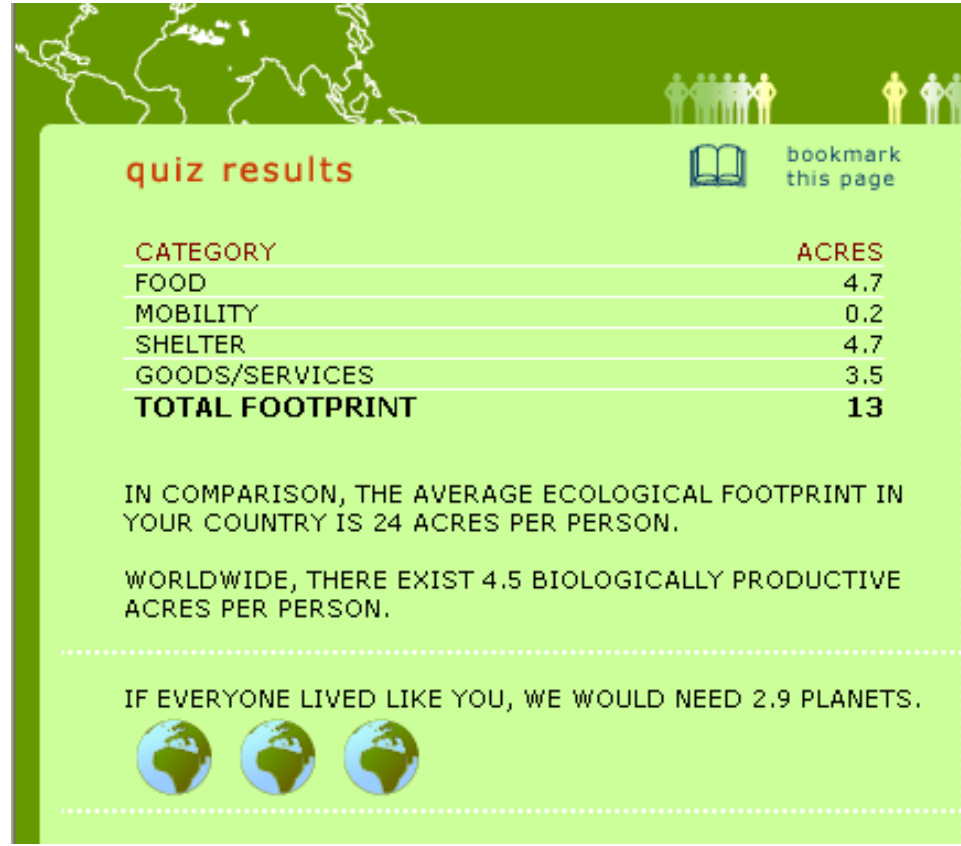 quiz results
bookmark
this page
CATEGORY ACRES
FOOD 4.7
MOBILITY 0.2
SHELTER 4.7
GOODS/SERVICES 3.5
TOTAL FOOTPRINT 13
IN COMPARISON, THE AVERAGE ECOLOGICAL FOOTPRINT IN
YOUR COUNTRY IS 24 ACRES PER PERSON.
WORLDWIDE, THERE EXIST 4.5 BIOLOGICALLY PRODUCTIVE
ACRES PER PERSON.
IF EVERYONE LIVED LIKE YOU, WE WOULD NEED 2.9 PLANETS.